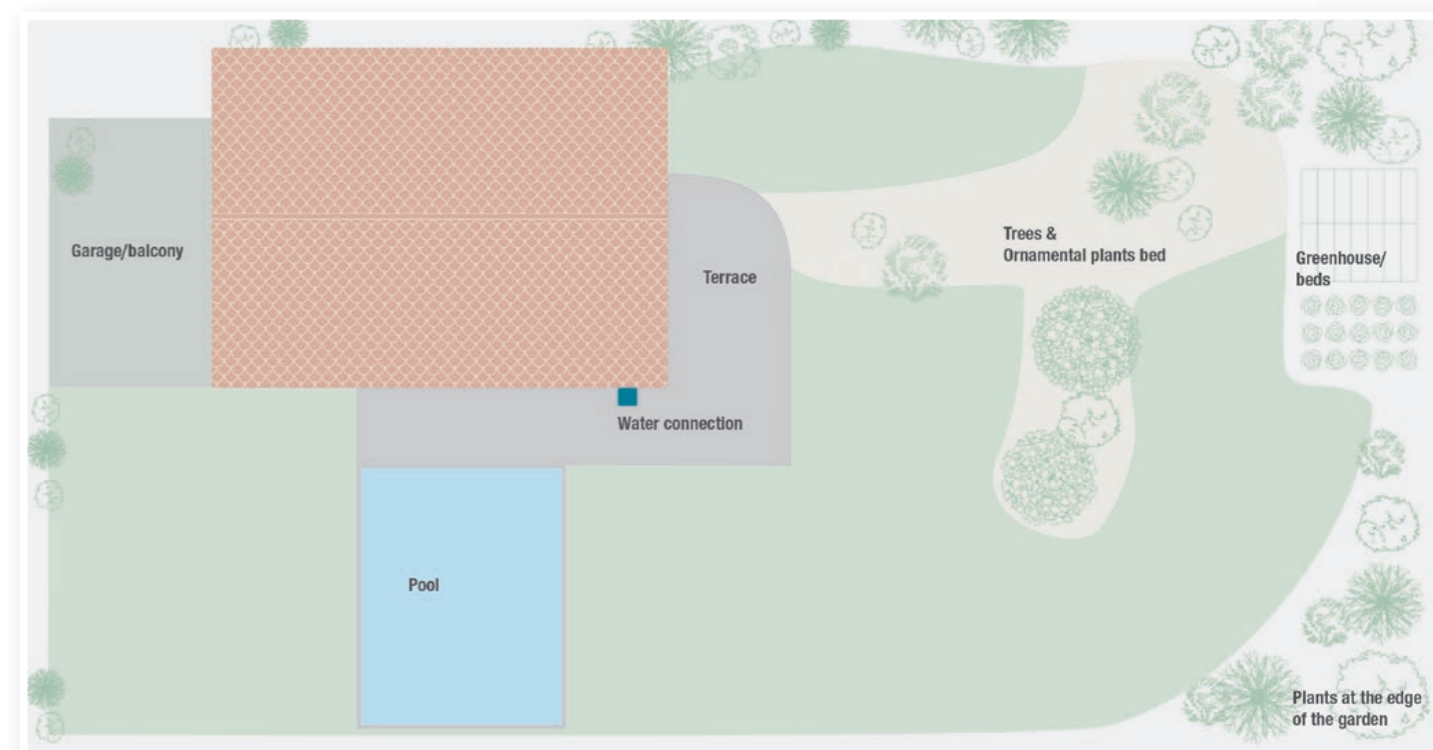 Garage/balcony
Terrace
Trees &
Ornamental plants bed
Greenhouse/
beds
Water connection
Pool
Plants at the edge
of the garden